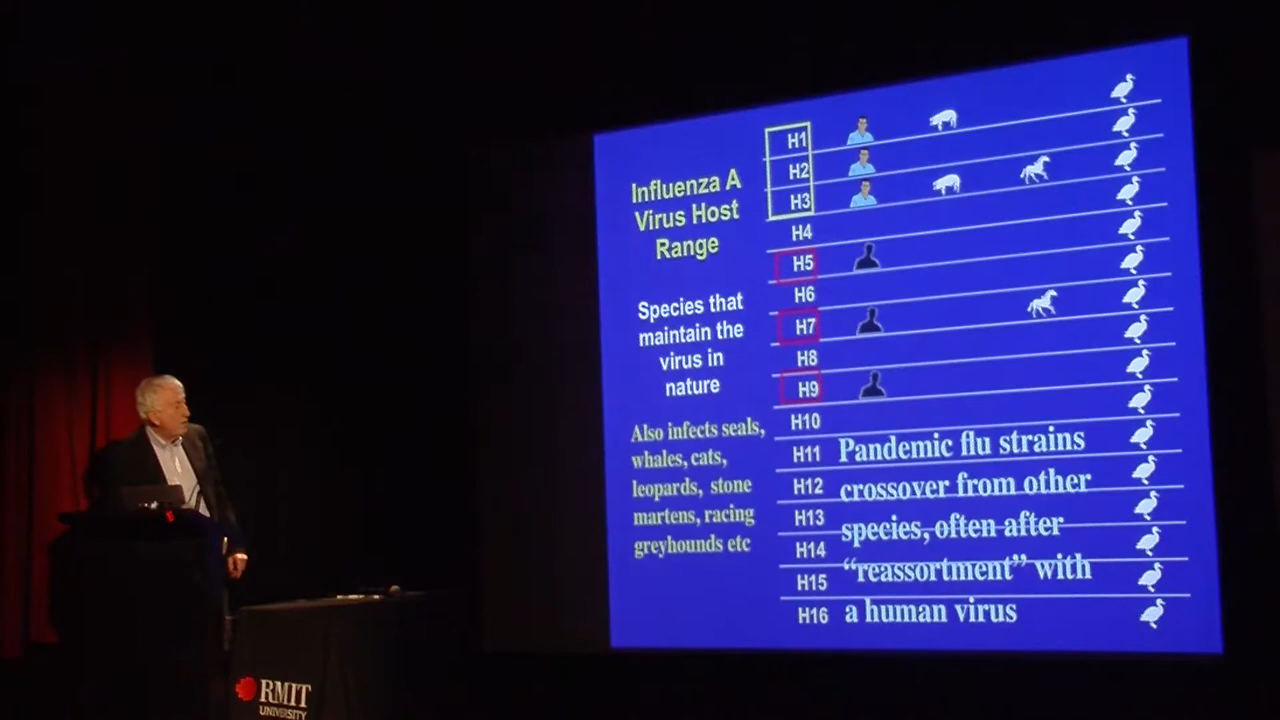 Influenza A
Virus Host
Range
Species that
maintain the
virus in
nature
Also infects seals,
whales, cats,
leopards, stone
martens, racing
greyhounds etc
H1
H2
H3
H4
H5
H6
H7
H8
H9
H10
H11
H12
H13
H14
H15
H16
Pandemic flu strains
crossover from other
species, often after
“reassortment” with
a human virus
RMIT
UNIVERSITY